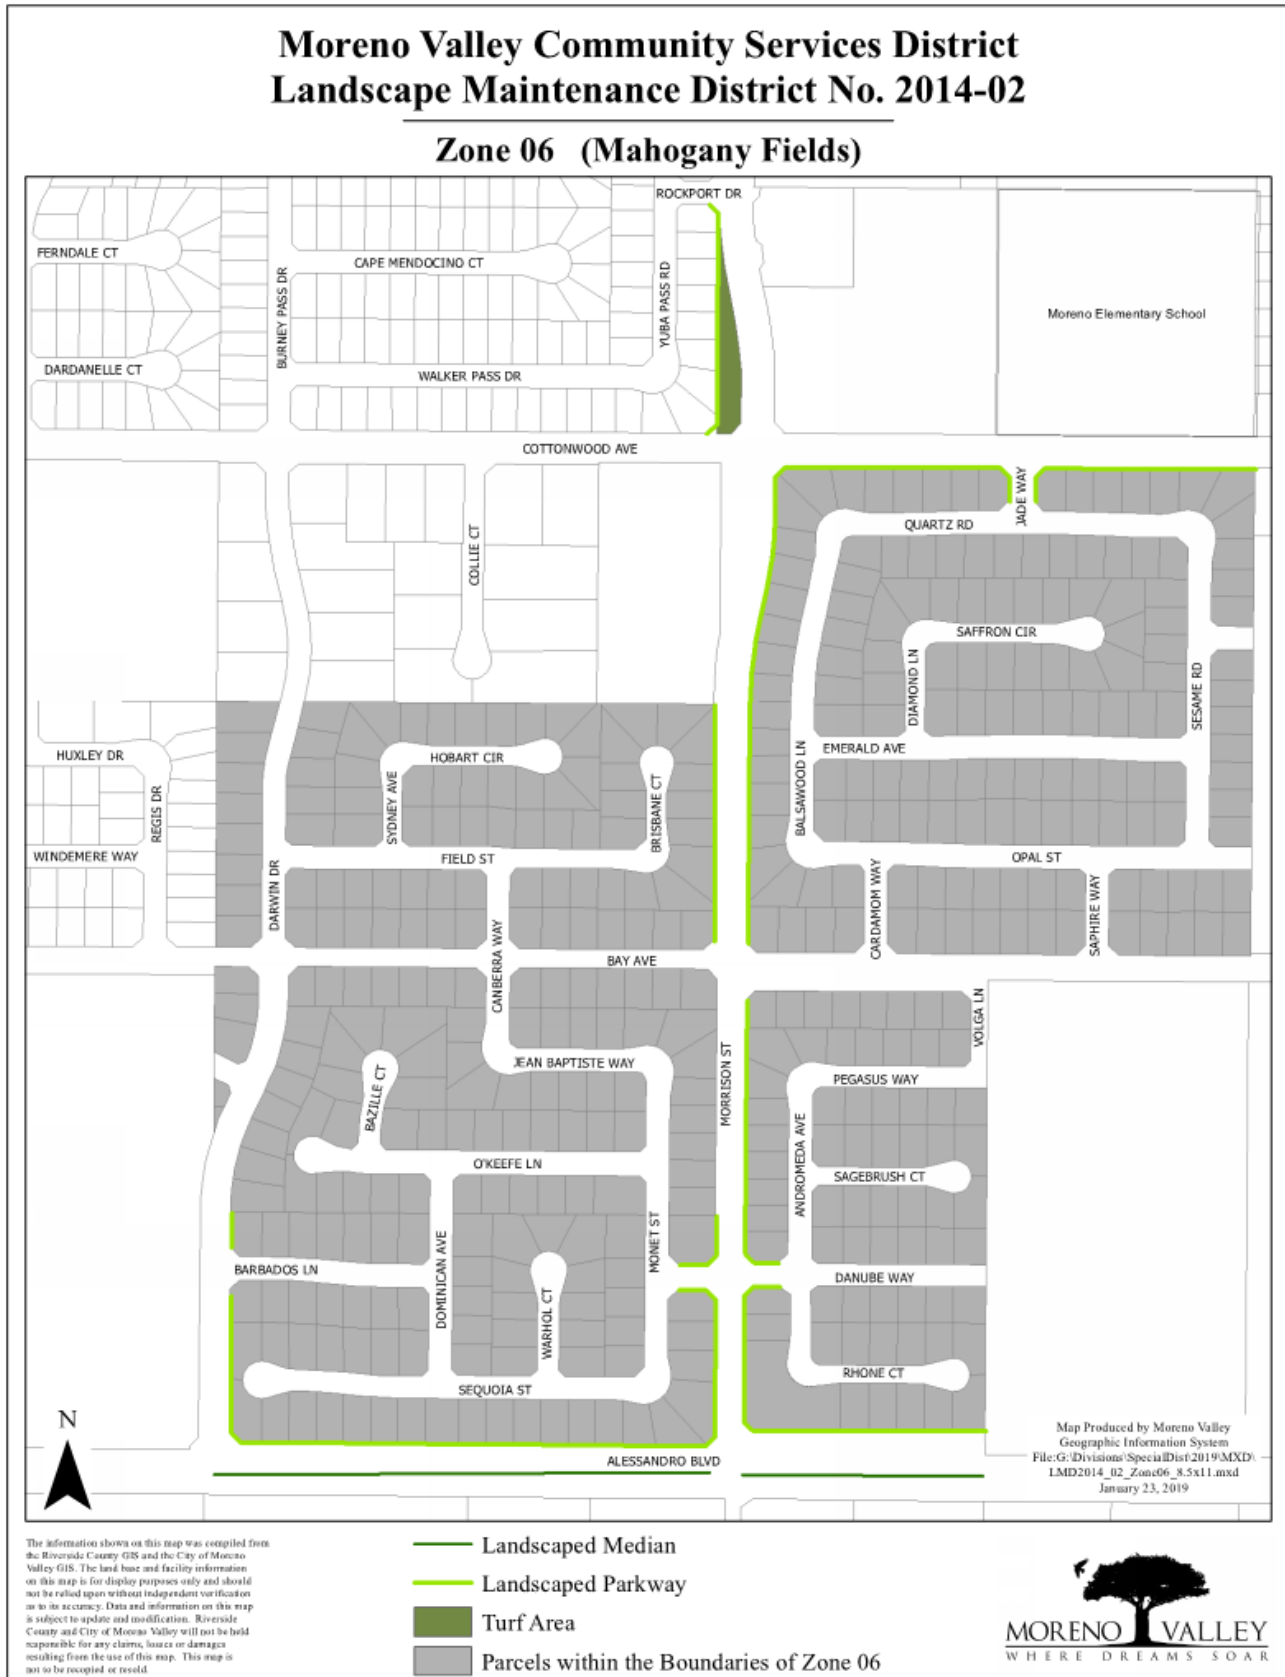 Moreno Valley Community Services District
Landscape Maintenance District No. 2014-02
Zone 06 (Mahogany Fields)
ROCKPORT DR
FERNDALE CT
CAPE MENDOCINO CT
BURNEY PASS DR
YUBA PASS RD
Moreno Elementary School
DARDANELLE CT
WALKER PASS DR
COTTONWOOD AVE
JADE WAY
QUARTZ RD
COLLIE CT
SAFFRON CIR
DIAMOND LN
SESAME RD
HUXLEY DR
HOBART CIR
EMERALD AVE
REGIS DR
SYDNEY AVE
BRISBANE CT
BALSAWOOD LN
WINDEMERE WAY
FIELD ST
OPAL ST
DARWIN DR
CANBERRA WAY
CARDAMOM WAY
SAPHIRE WAY
BAY AVE
VOLGA LN
JEAN BAPTISTE WAY
MORRISON ST
PEGASUS WAY
BAZILLE CT
ANDROMEDA AVE
O'KEEFE LN
SAGEBRUSH CT
MONET ST
BARBADOS LN
DOMINICAN AVE
WARHOL CT
DANUBE WAY
SEQUOIA ST
RHONE CT
N
ALESSANDRO BLVD
Map Produced by Moreno Valley
Geographic Information System
File:G:\Divisions\SpecialDist\2019\MXD\
LMD2014_02_Zone06_8.5x11.mxd
January 23, 2019
The information shown on this map was compiled from
the Riverside County GIS and the City of Moreno
Valley GIS. The land base and facility information
on this map is for display purposes only and should
not be relied upon without independent verification
as to its accuracy. Data and information on this map
is subject to update and modification. Riverside
County and City of Moreno Valley will not be held
responsible for any claims, losses or damages
resulting from the use of this map. This map is
not to be recopied or resold.
Landscaped Median
Landscaped Parkway
Turf Area
Parcels within the Boundaries of Zone 06
MORENO VALLEY
WHERE DREAMS SOAR